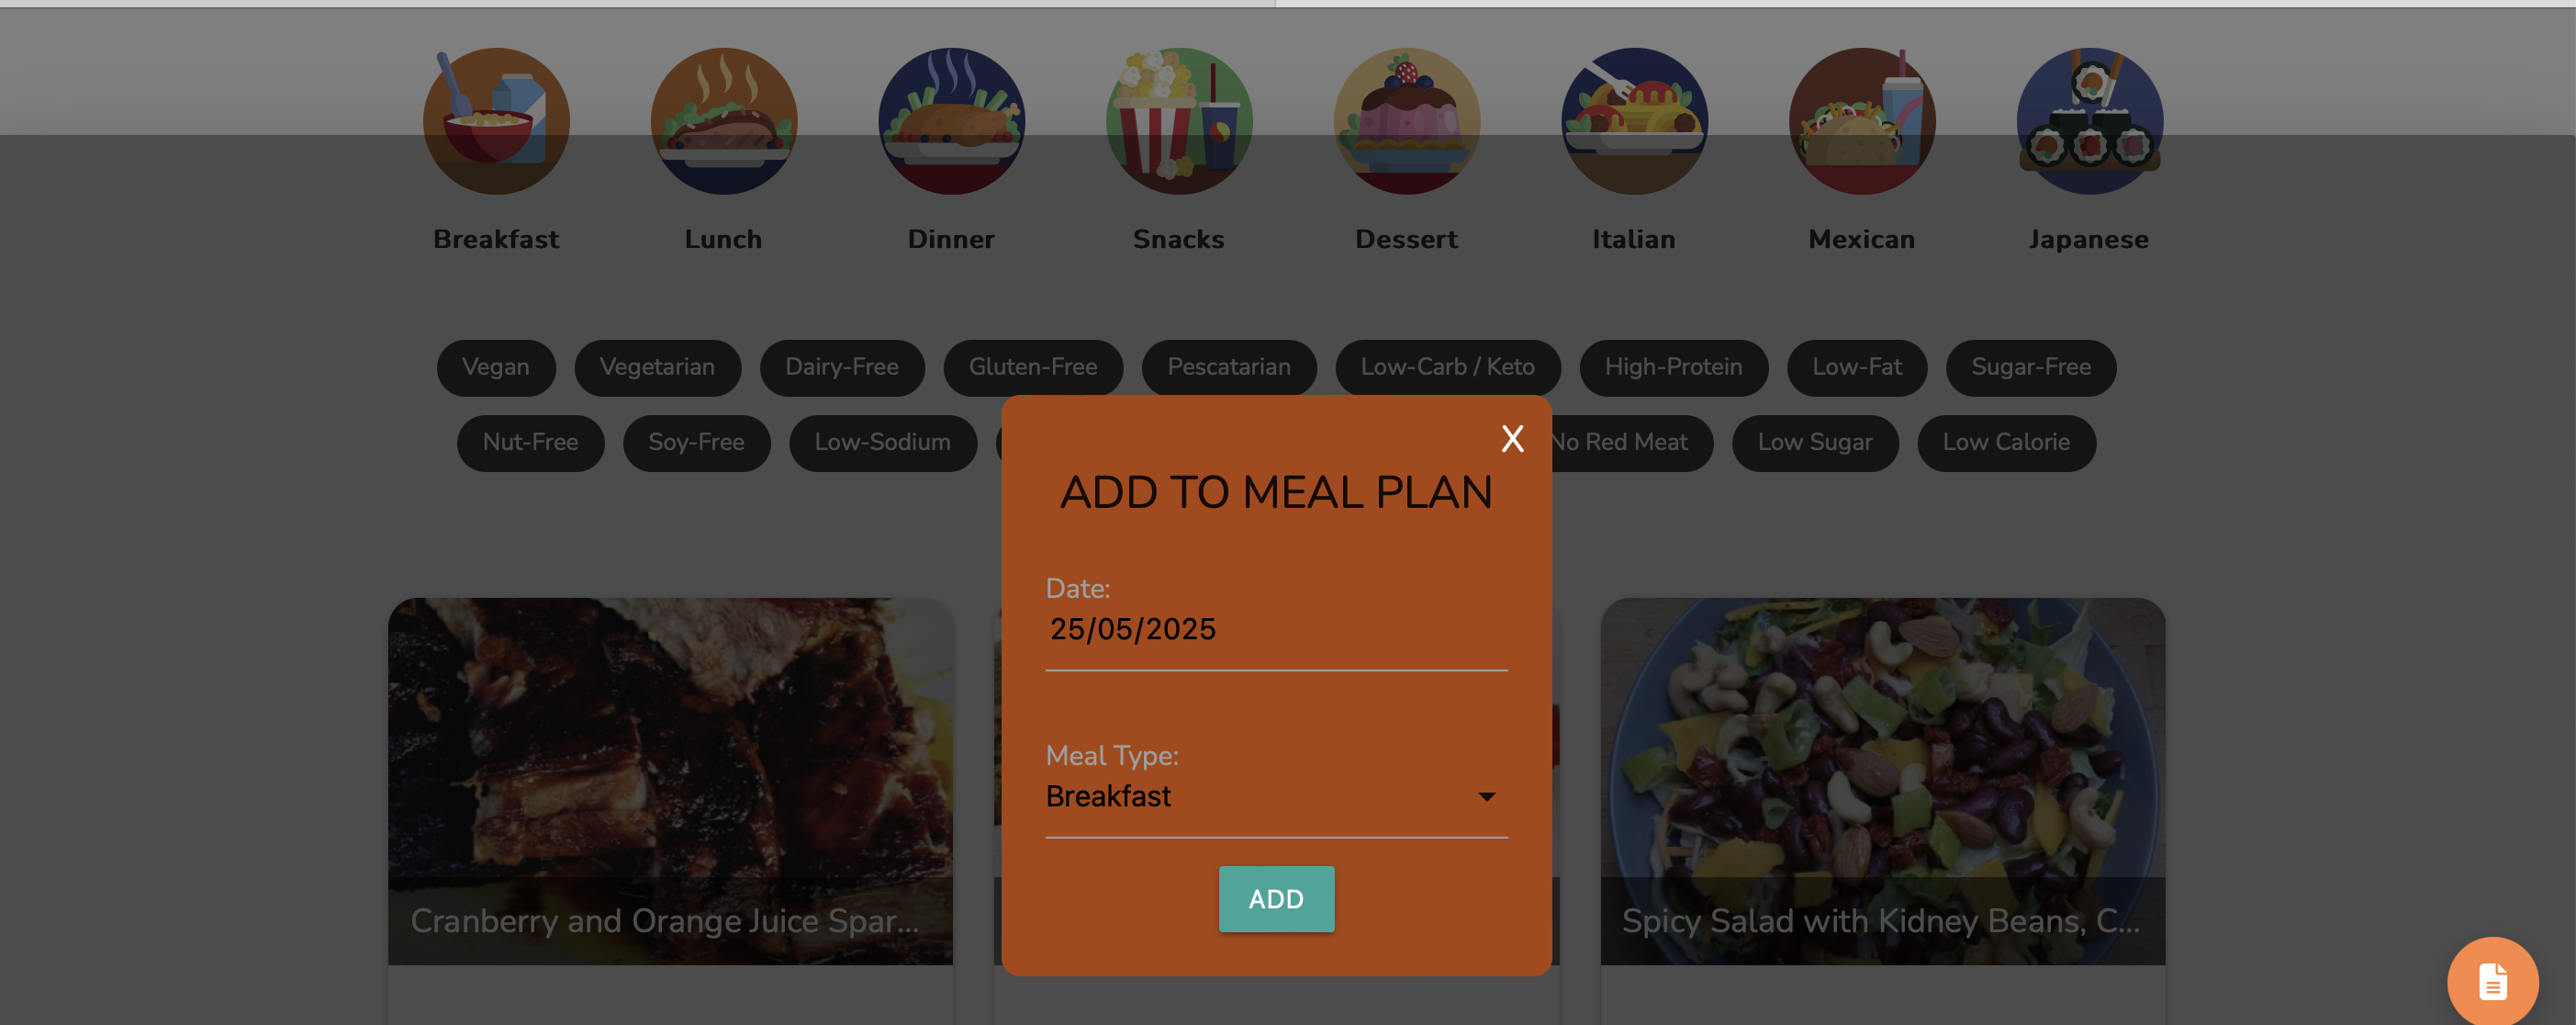 Breakfast Lunch Dinner Snacks Dessert Italian Mexican Japanese
Vegan Vegetarian Dairy-Free Gluten-Free Pescatarian Low-Carb / Keto High-Protein Low-Fat Sugar-Free
Nut-Free Soy-Free Low-Sodium No Red Meat Low Sugar Low Calorie
X
ADD TO MEAL PLAN
Date:
25/05/2025
Meal Type:
Breakfast
ADD
Cranberry and Orange Juice Spar...
Spicy Salad with Kidney Beans, C...